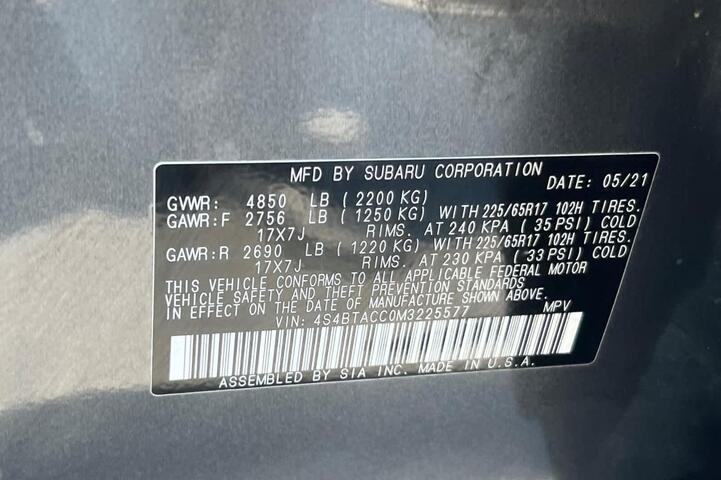 MFD BY SUBARU CORPORATION
DATE: 05/21
GVWR: 4850 LB ( 2200 KG)
GAWR:F 2756 LB ( 1250 KG) WITH 225/65R17 102H TIRES.
17X7J RIMS. AT 240 KPA ( 35 PSI) COLD
GAWR:R 2690 LB ( 1220 KG) WITH 225/65R17 102H TIRES.
17X7J RIMS. AT 230 KPA ( 33 PSI) COLD
THIS VEHICLE CONFORMS TO ALL APPLICABLE FEDERAL MOTOR
VEHICLE SAFETY AND THEFT PREVENTION STANDARDS
IN EFFECT ON THE DATE OF MANUFACTURE SHOWN ABOVE.
VIN: 4S4BTACC0M3225577 MPV
ASSEMBLED BY SIA INC. MADE IN U.S.A.